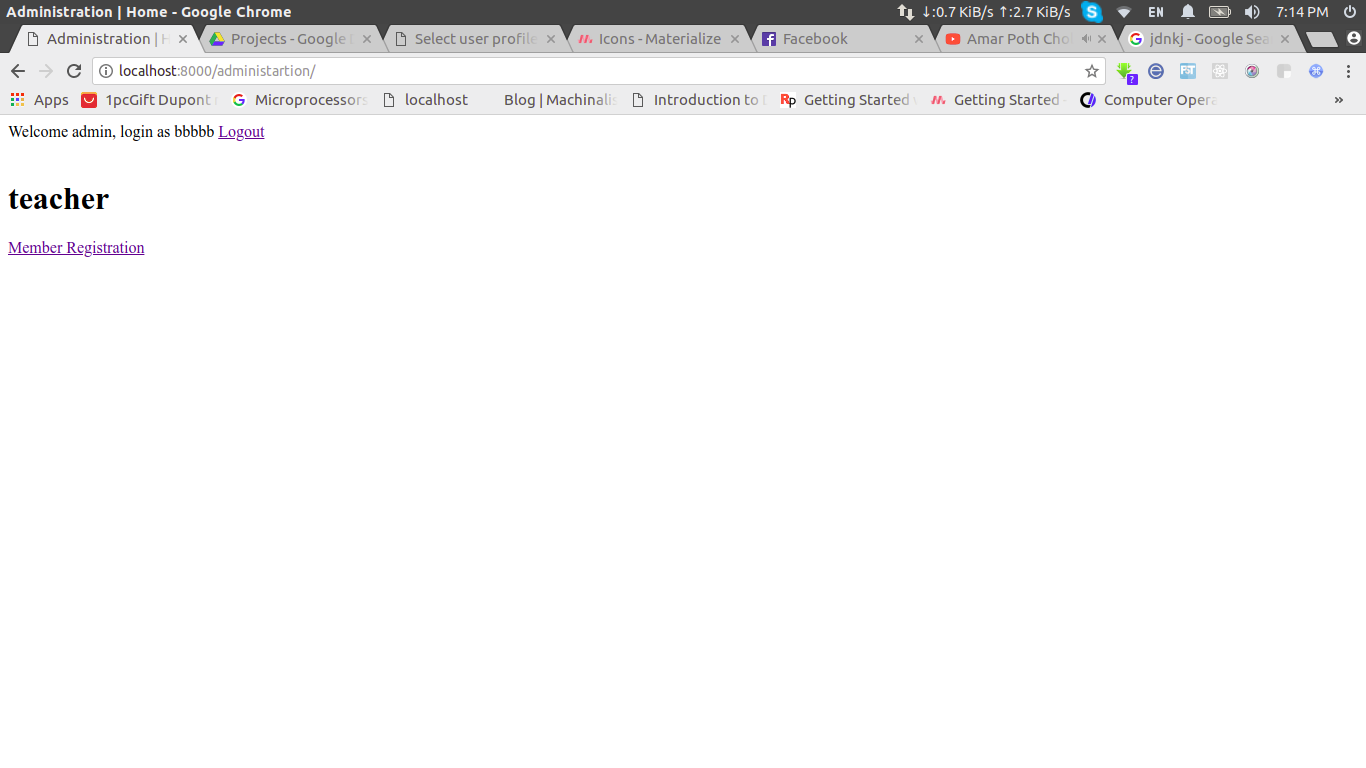 Administration | Home - Google Chrome ↓:0.7 KiB/s ↑:2.7 KiB/s EN 7:14 PM
Administration | H Projects - Google Select user profile Icons - Materialize Facebook Amar Poth Cho jdnkj - Google Sea
localhost:8000/administartion/
Apps 1pcGift Dupont Microprocessors localhost Blog | Machinalis Introduction to Rp Getting Started Getting Started Computer Opera »
Welcome admin, login as bbbbb Logout
teacher
Member Registration